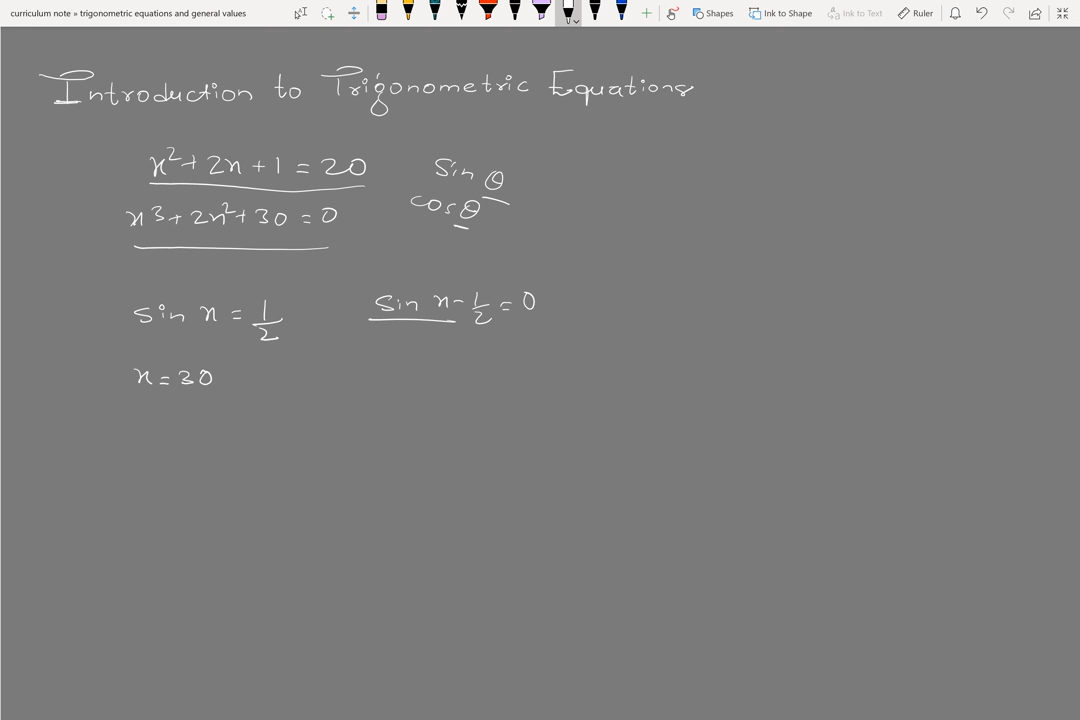 curriculum note » trigonometric equations and general values
Shapes Ink to Shape Ink to Text Ruler
Introduction to Trigonometric Equations
x² + 2x + 1 = 20
sin θ
cos θ
x³ + 2x² + 30 = 0
sin x = 1/2
sin x - 1/2 = 0
x = 30